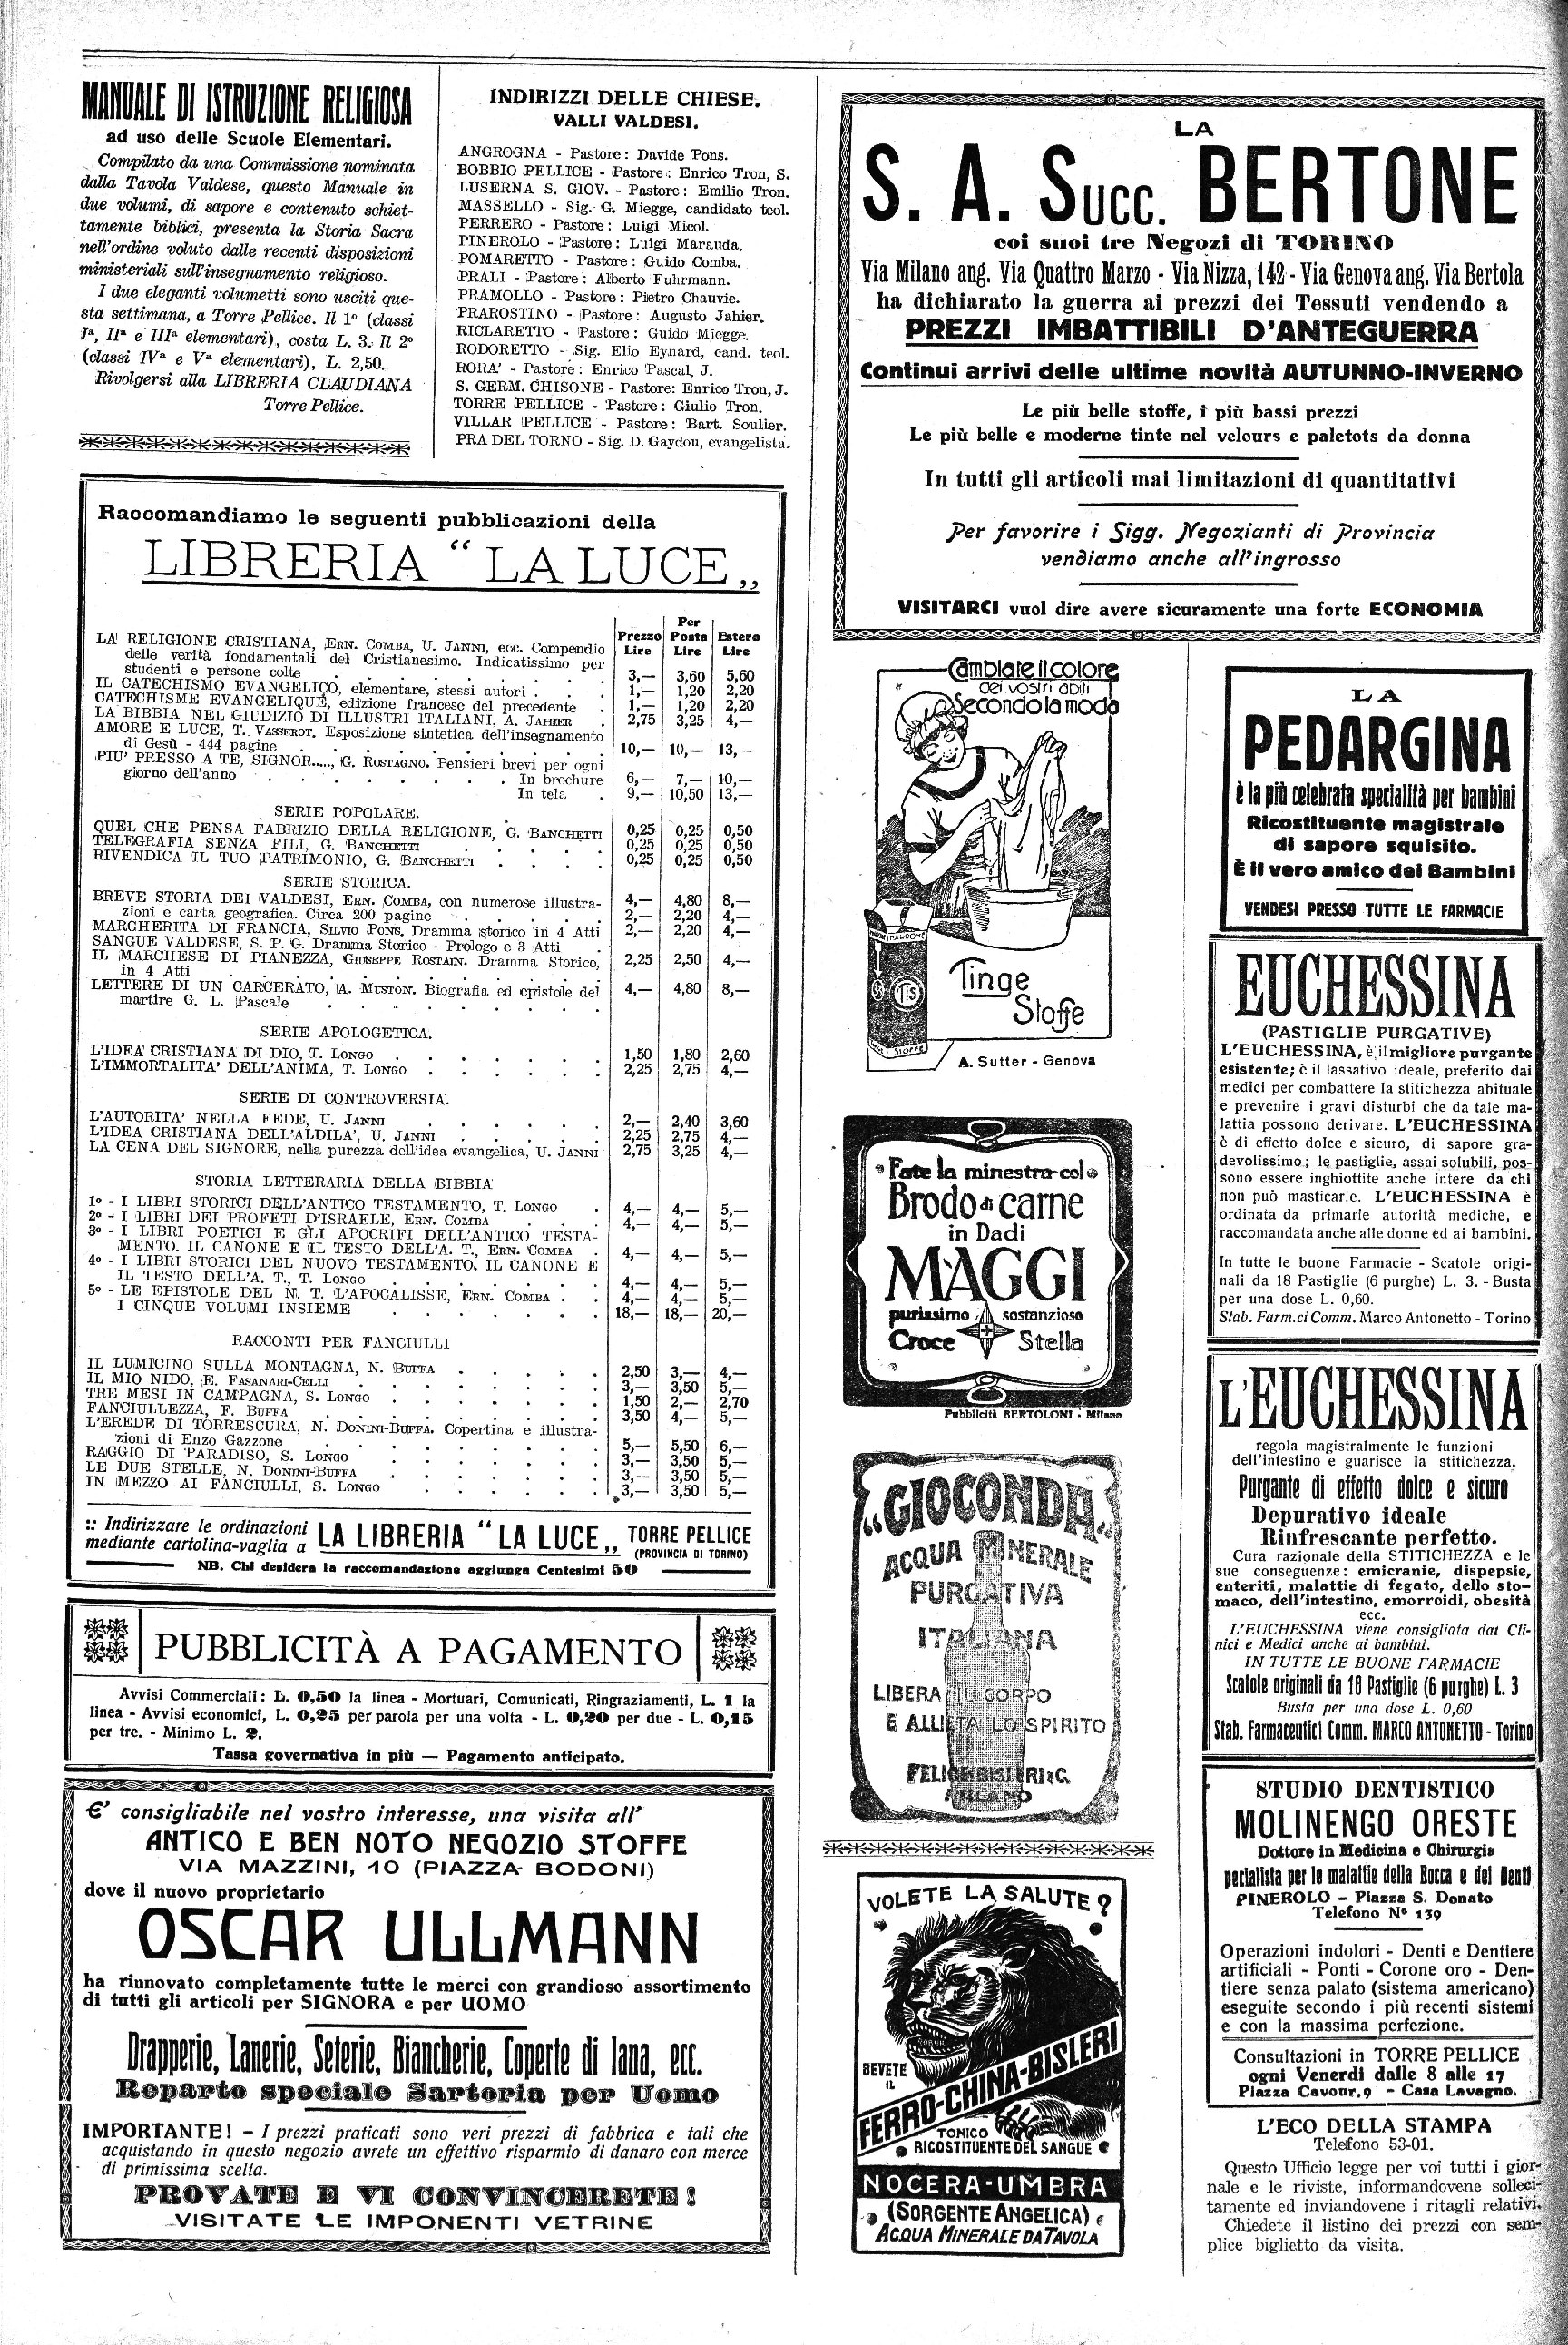 MANUALE DI ISTRUZIONE RELIGIOSA
ad uso delle Scuole Elementari.
Compilato da una Commissione nominata
dalla Tavola Valdese, questo Manuale in
due volumi, di sapore e contenuto schiet-
tamente biblici, presenta la Storia Sacra
nell'ordine voluto dalle recenti disposizioni
ministeriali sull'insegnamento religioso.
I due eleganti volumetti sono usciti que-
sta settimana, a Torre Pellice. Il 1º (classi
Iª, IIª e IIIª elementari), costa L. 3. Il 2º
(classi IVª e Vª elementari), L. 2,50.
Rivolgersi alla LIBRERIA CLAUDIANA
Torre Pellice.
INDIRIZZI DELLE CHIESE.
VALLI VALDESI.
ANGROGNA - Pastore: Davide Pons.
BOBBIO PELLICE - Pastore: Enrico Tron, S.
LUSERNA S. GIOV. - Pastore: Emilio Tron.
MASSELLO - Sig. G. Miegge, candidato teol.
PERRERO - Pastore: Luigi Micol.
PINEROLO - Pastore: Luigi Marauda.
POMARETTO - Pastore: Guido Comba.
PRALI - Pastore: Alberto Fuhrmann.
PRAMOLLO - Pastore: Pietro Chauvie.
PRAROSTINO - Pastore: Augusto Jahier.
RICLARETTO - Pastore: Guido Miegge.
RODORETTO - Sig. Elio Eynard, cand. teol.
RORA' - Pastore: Enrico Pascal, J.
S. GERM. CHISONE - Pastore: Enrico Tron, J.
TORRE PELLICE - Pastore: Giulio Tron.
VILLAR PELLICE - Pastore: Bart. Soulier.
PRA DEL TORNO - Sig. D. Gaydou, evangelista.
Raccomandiamo le seguenti pubblicazioni della
LIBRERIA "LA LUCE„
Prezzo Lire Per Posta Lire Estero Lire
LA RELIGIONE CRISTIANA, ERN. COMBA, U. JANNI, ecc. Compendio
delle verità fondamentali del Cristianesimo. Indicatissimo per
studenti e persone colte . . . 3,— 3,60 5,60
IL CATECHISMO EVANGELICO, elementare, stessi autori . . . 1,— 1,20 2,20
CATECHISME EVANGELIQUE, edizione francese del precedente . 1,— 1,20 2,20
LA BIBBIA NEL GIUDIZIO DI ILLUSTRI ITALIANI. A. JAHIER . 2,75 3,25 4,—
AMORE E LUCE, T. VASSEROT. Esposizione sintetica dell'insegnamento
di Gesù - 444 pagine . . . 10,— 10,— 13,—
PIU' PRESSO A TE, SIGNOR....., G. ROSTAGNO. Pensieri brevi per ogni
giorno dell'anno . . . In brochure 6,— 7,— 10,—
In tela . 9,— 10,50 13,—
SERIE POPOLARE.
QUEL CHE PENSA FABRIZIO DELLA RELIGIONE, G. BANCHETTI 0,25 0,25 0,50
TELEGRAFIA SENZA FILI, G. BANCHETTI . . . 0,25 0,25 0,50
RIVENDICA IL TUO PATRIMONIO, G. BANCHETTI . . . 0,25 0,25 0,50
SERIE STORICA.
BREVE STORIA DEI VALDESI, ERN. COMBA, con numerose illustra- 4,— 4,80 8,—
zioni e carta geografica. Circa 200 pagine . . .
MARGHERITA DI FRANCIA, SILVIO PONS. Dramma storico in 4 Atti 2,— 2,20 4,—
SANGUE VALDESE, S. P. G. Dramma Storico - Prologo e 3 Atti . 2,— 2,20 4,—
IL MARCHESE DI PIANEZZA, GIUSEPPE ROSTAIN. Dramma Storico, 2,25 2,50 4,—
in 4 Atti . . .
LETTERE DI UN CARCERATO, A. MUSTON. Biografia ed epistole del 4,— 4,80 8,—
martire G. L. Pascale . . .
SERIE APOLOGETICA.
L'IDEA CRISTIANA DI DIO, T. LONGO . . . 1,50 1,80 2,60
L'IMMORTALITA' DELL'ANIMA, T. LONGO . . . 2,25 2,75 4,—
SERIE DI CONTROVERSIA.
L'AUTORITA' NELLA FEDE, U. JANNI . . . 2,— 2,40 3,60
L'IDEA CRISTIANA DELL'ALDILA', U. JANNI . . . 2,25 2,75 4,—
LA CENA DEL SIGNORE, nella purezza dell'idea evangelica, U. JANNI 2,75 3,25 4,—
STORIA LETTERARIA DELLA BIBBIA
1º - I LIBRI STORICI DELL'ANTICO TESTAMENTO, T. LONGO . 4,— 4,— 5,—
2º - I LIBRI DEI PROFETI D'ISRAELE, ERN. COMBA . . . 4,— 4,— 5,—
3º - I LIBRI POETICI E GLI APOCRIFI DELL'ANTICO TESTA-
MENTO. IL CANONE E IL TESTO DELL'A. T., ERN. COMBA . 4,— 4,— 5,—
4º - I LIBRI STORICI DEL NUOVO TESTAMENTO. IL CANONE E
IL TESTO DELL'A. T., T. LONGO . . . 4,— 4,— 5,—
5º - LE EPISTOLE DEL N. T. L'APOCALISSE, ERN. COMBA . . 4,— 4,— 5,—
I CINQUE VOLUMI INSIEME . . . 18,— 18,— 20,—
RACCONTI PER FANCIULLI
IL LUMICINO SULLA MONTAGNA, N. BUFFA . . . 2,50 3,— 4,—
IL MIO NIDO, E. FASANARI-CELLI . . . 3,— 3,50 5,—
TRE MESI IN CAMPAGNA, S. LONGO . . . 1,50 2,— 2,70
FANCIULLEZZA, F. BUFFA . . . 3,50 4,— 5,—
L'EREDE DI TORRESCURA, N. DONINI-BUFFA. Copertina e illustra-
zioni di Enzo Gazzone . . . 5,— 5,50 6,—
RAGGIO DI PARADISO, S. LONGO . . . 3,— 3,50 5,—
LE DUE STELLE, N. DONINI-BUFFA . . . 3,— 3,50 5,—
IN MEZZO AI FANCIULLI, S. LONGO . . . 3,— 3,50 5,—
:: Indirizzare le ordinazioni
mediante cartolina-vaglia a LA LIBRERIA "LA LUCE„ TORRE PELLICE
(PROVINCIA DI TORINO)
NB. Chi desidera la raccomandazione aggiunga Centesimi 50
PUBBLICITÀ A PAGAMENTO
Avvisi Commerciali: L. 0,50 la linea - Mortuari, Comunicati, Ringraziamenti, L. 1 la
linea - Avvisi economici, L. 0,25 per parola per una volta - L. 0,20 per due - L. 0,15
per tre. - Minimo L. 2.
Tassa governativa in più — Pagamento anticipato.
E' consigliabile nel vostro interesse, una visita all'
ANTICO E BEN NOTO NEGOZIO STOFFE
VIA MAZZINI, 10 (PIAZZA BODONI)
dove il nuovo proprietario
OSCAR ULLMANN
ha rinnovato completamente tutte le merci con grandioso assortimento
di tutti gli articoli per SIGNORA e per UOMO
Drapperie, Lanerie, Seterie, Biancherie, Coperte di lana, ecc.
Reparto speciale Sartoria per Uomo
IMPORTANTE! - I prezzi praticati sono veri prezzi di fabbrica e tali che
acquistando in questo negozio avrete un effettivo risparmio di danaro con merce
di primissima scelta.
PROVATE E VI CONVINCERETE!
VISITATE LE IMPONENTI VETRINE
LA
S. A. SUCC. BERTONE
coi suoi tre Negozi di TORINO
Via Milano ang. Via Quattro Marzo - Via Nizza, 142 - Via Genova ang. Via Bertola
ha dichiarato la guerra ai prezzi dei Tessuti vendendo a
PREZZI IMBATTIBILI D'ANTEGUERRA
Continui arrivi delle ultime novità AUTUNNO-INVERNO
Le più belle stoffe, i più bassi prezzi
Le più belle e moderne tinte nel velours e paletots da donna
In tutti gli articoli mai limitazioni di quantitativi
Per favorire i Sigg. Negozianti di Provincia
vendiamo anche all'ingrosso
VISITARCI vuol dire avere sicuramente una forte ECONOMIA
Cambiate il colore
dei vostri abiti
Secondo la moda
TIS
STOFFE
Tinge
Stoffe
A. Sutter - Genova
Fate la minestra col
Brodo di carne
in Dadi
MAGGI
purissimo sostanzioso
Croce Stella
Pubblicità BERTOLONI - Milano
"GIOCONDA"
ACQUA MINERALE
PURGATIVA
ITALIANA
LIBERA IL CORPO
E ALLIETA LO SPIRITO
FELICE BISLERI & C.
MILANO
VOLETE LA SALUTE?
BEVETE
IL
FERRO-CHINA-BISLERI
TONICO
RICOSTITUENTE DEL SANGUE
NOCERA-UMBRA
(SORGENTE ANGELICA)
ACQUA MINERALE DA TAVOLA
LA
PEDARGINA
è la più celebrata specialità per bambini
Ricostituente magistrale
di sapore squisito.
È il vero amico dei Bambini
VENDESI PRESSO TUTTE LE FARMACIE
EUCHESSINA
(PASTIGLIE PURGATIVE)
L'EUCHESSINA, è il migliore purgante
esistente; è il lassativo ideale, preferito dai
medici per combattere la stitichezza abituale
e prevenire i gravi disturbi che da tale ma-
lattia possono derivare. L'EUCHESSINA
è di effetto dolce e sicuro, di sapore gra-
devolissimo; le pastiglie, assai solubili, pos-
sono essere inghiottite anche intere da chi
non può masticarle. L'EUCHESSINA è
ordinata da primarie autorità mediche, e
raccomandata anche alle donne ed ai bambini.
In tutte le buone Farmacie - Scatole origi-
nali da 18 Pastiglie (6 purghe) L. 3. - Busta
per una dose L. 0,60.
Stab. Farm.ci Comm. Marco Antonetto - Torino
L'EUCHESSINA
regola magistralmente le funzioni
dell'intestino e guarisce la stitichezza.
Purgante di effetto dolce e sicuro
Depurativo ideale
Rinfrescante perfetto.
Cura razionale della STITICHEZZA e le
sue conseguenze: emicranie, dispepsie,
enteriti, malattie di fegato, dello sto-
maco, dell'intestino, emorroidi, obesità
ecc.
L'EUCHESSINA viene consigliata dai Cli-
nici e Medici anche ai bambini.
IN TUTTE LE BUONE FARMACIE
Scatole originali da 18 Pastiglie (6 purghe) L. 3
Busta per una dose L. 0,60
Stab. Farmaceutici Comm. MARCO ANTONETTO - Torino
STUDIO DENTISTICO
MOLINENGO ORESTE
Dottore in Medicina e Chirurgia
pecialista per le malattie della Bocca e dei Denti
PINEROLO - Piazza S. Donato
Telefono Nº 139
Operazioni indolori - Denti e Dentiere
artificiali - Ponti - Corone oro - Den-
tiere senza palato (sistema americano)
eseguite secondo i più recenti sistemi
e con la massima perfezione.
Consultazioni in TORRE PELLICE
ogni Venerdì dalle 8 alle 17
Piazza Cavour, 9 - Casa Lavagno.
L'ECO DELLA STAMPA
Telefono 53-01.
Questo Ufficio legge per voi tutti i gior-
nale e le riviste, informandovene solleci-
tamente ed inviandovene i ritagli relativi.
Chiedete il listino dei prezzi con sem-
plice biglietto da visita.